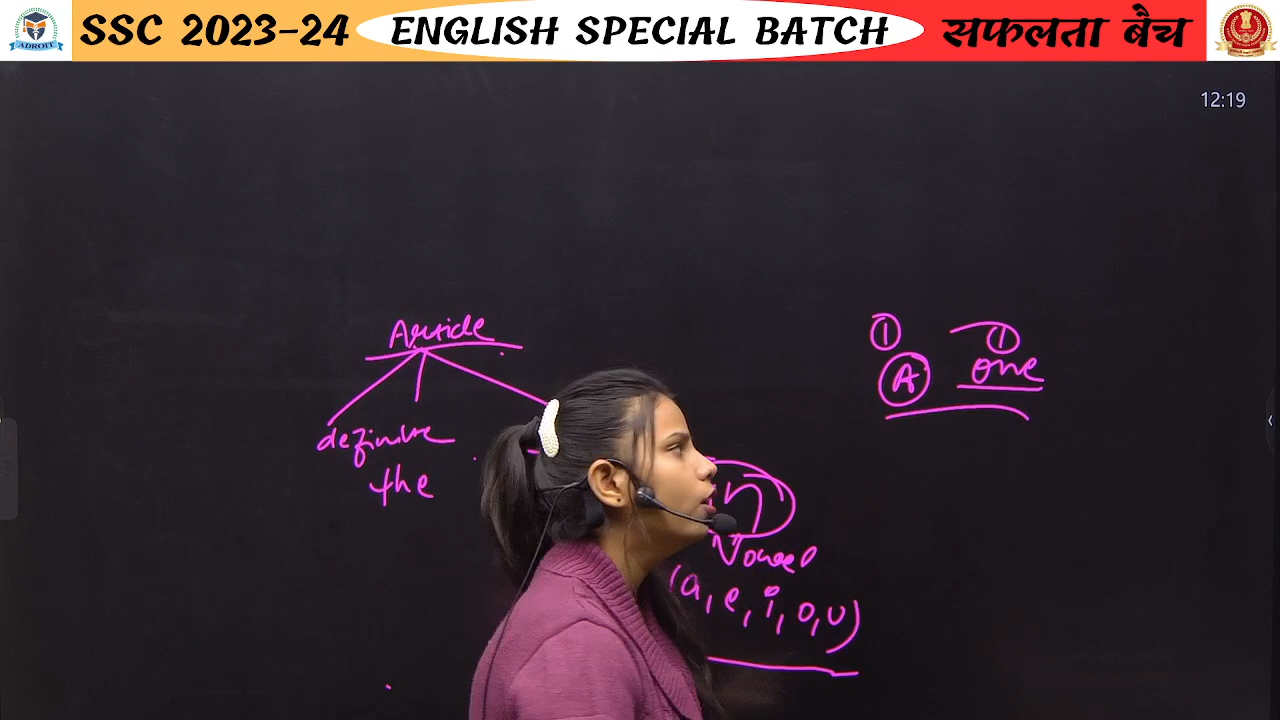 ADROIT
SSC 2023-24
ENGLISH SPECIAL BATCH
सफलता बैच
12:19
Article
definite
the
n
Vowel
(a, e, i, o, u)
① ①
Ⓐ one